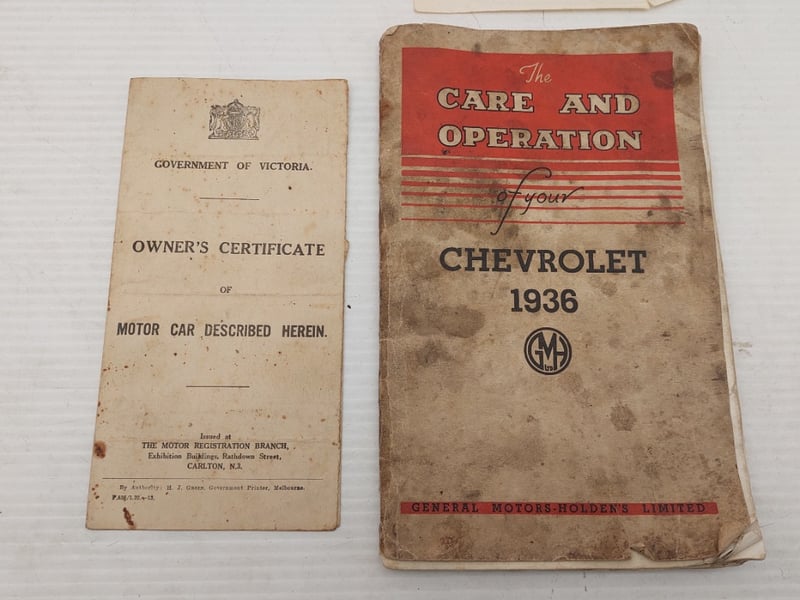 GOVERNMENT OF VICTORIA.
OWNER'S CERTIFICATE
OF
MOTOR CAR DESCRIBED HEREIN.
Issued at
THE MOTOR REGISTRATION BRANCH,
Exhibition Buildings, Rathdown Street,
CARLTON, N.3.
By Authority: H. J. Green, Government Printer, Melbourne.
The
CARE AND
OPERATION
of your
CHEVROLET
1936
GMH
LTD
GENERAL MOTORS-HOLDEN'S LIMITED